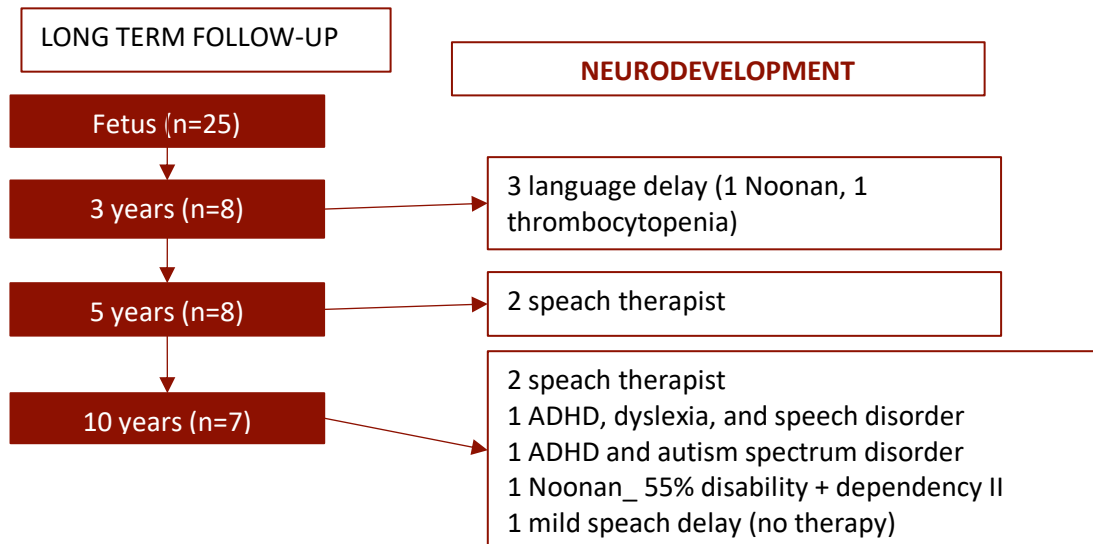 LONG TERM FOLLOW-UP
NEURODEVELOPMENT
Fetus (n=25)
3 years (n=8)
3 language delay (1 Noonan, 1
thrombocytopenia)
5 years (n=8)
2 speach therapist
10 years (n=7)
2 speach therapist
1 ADHD, dyslexia, and speech disorder
1 ADHD and autism spectrum disorder
1 Noonan_ 55% disability + dependency II
1 mild speach delay (no therapy)